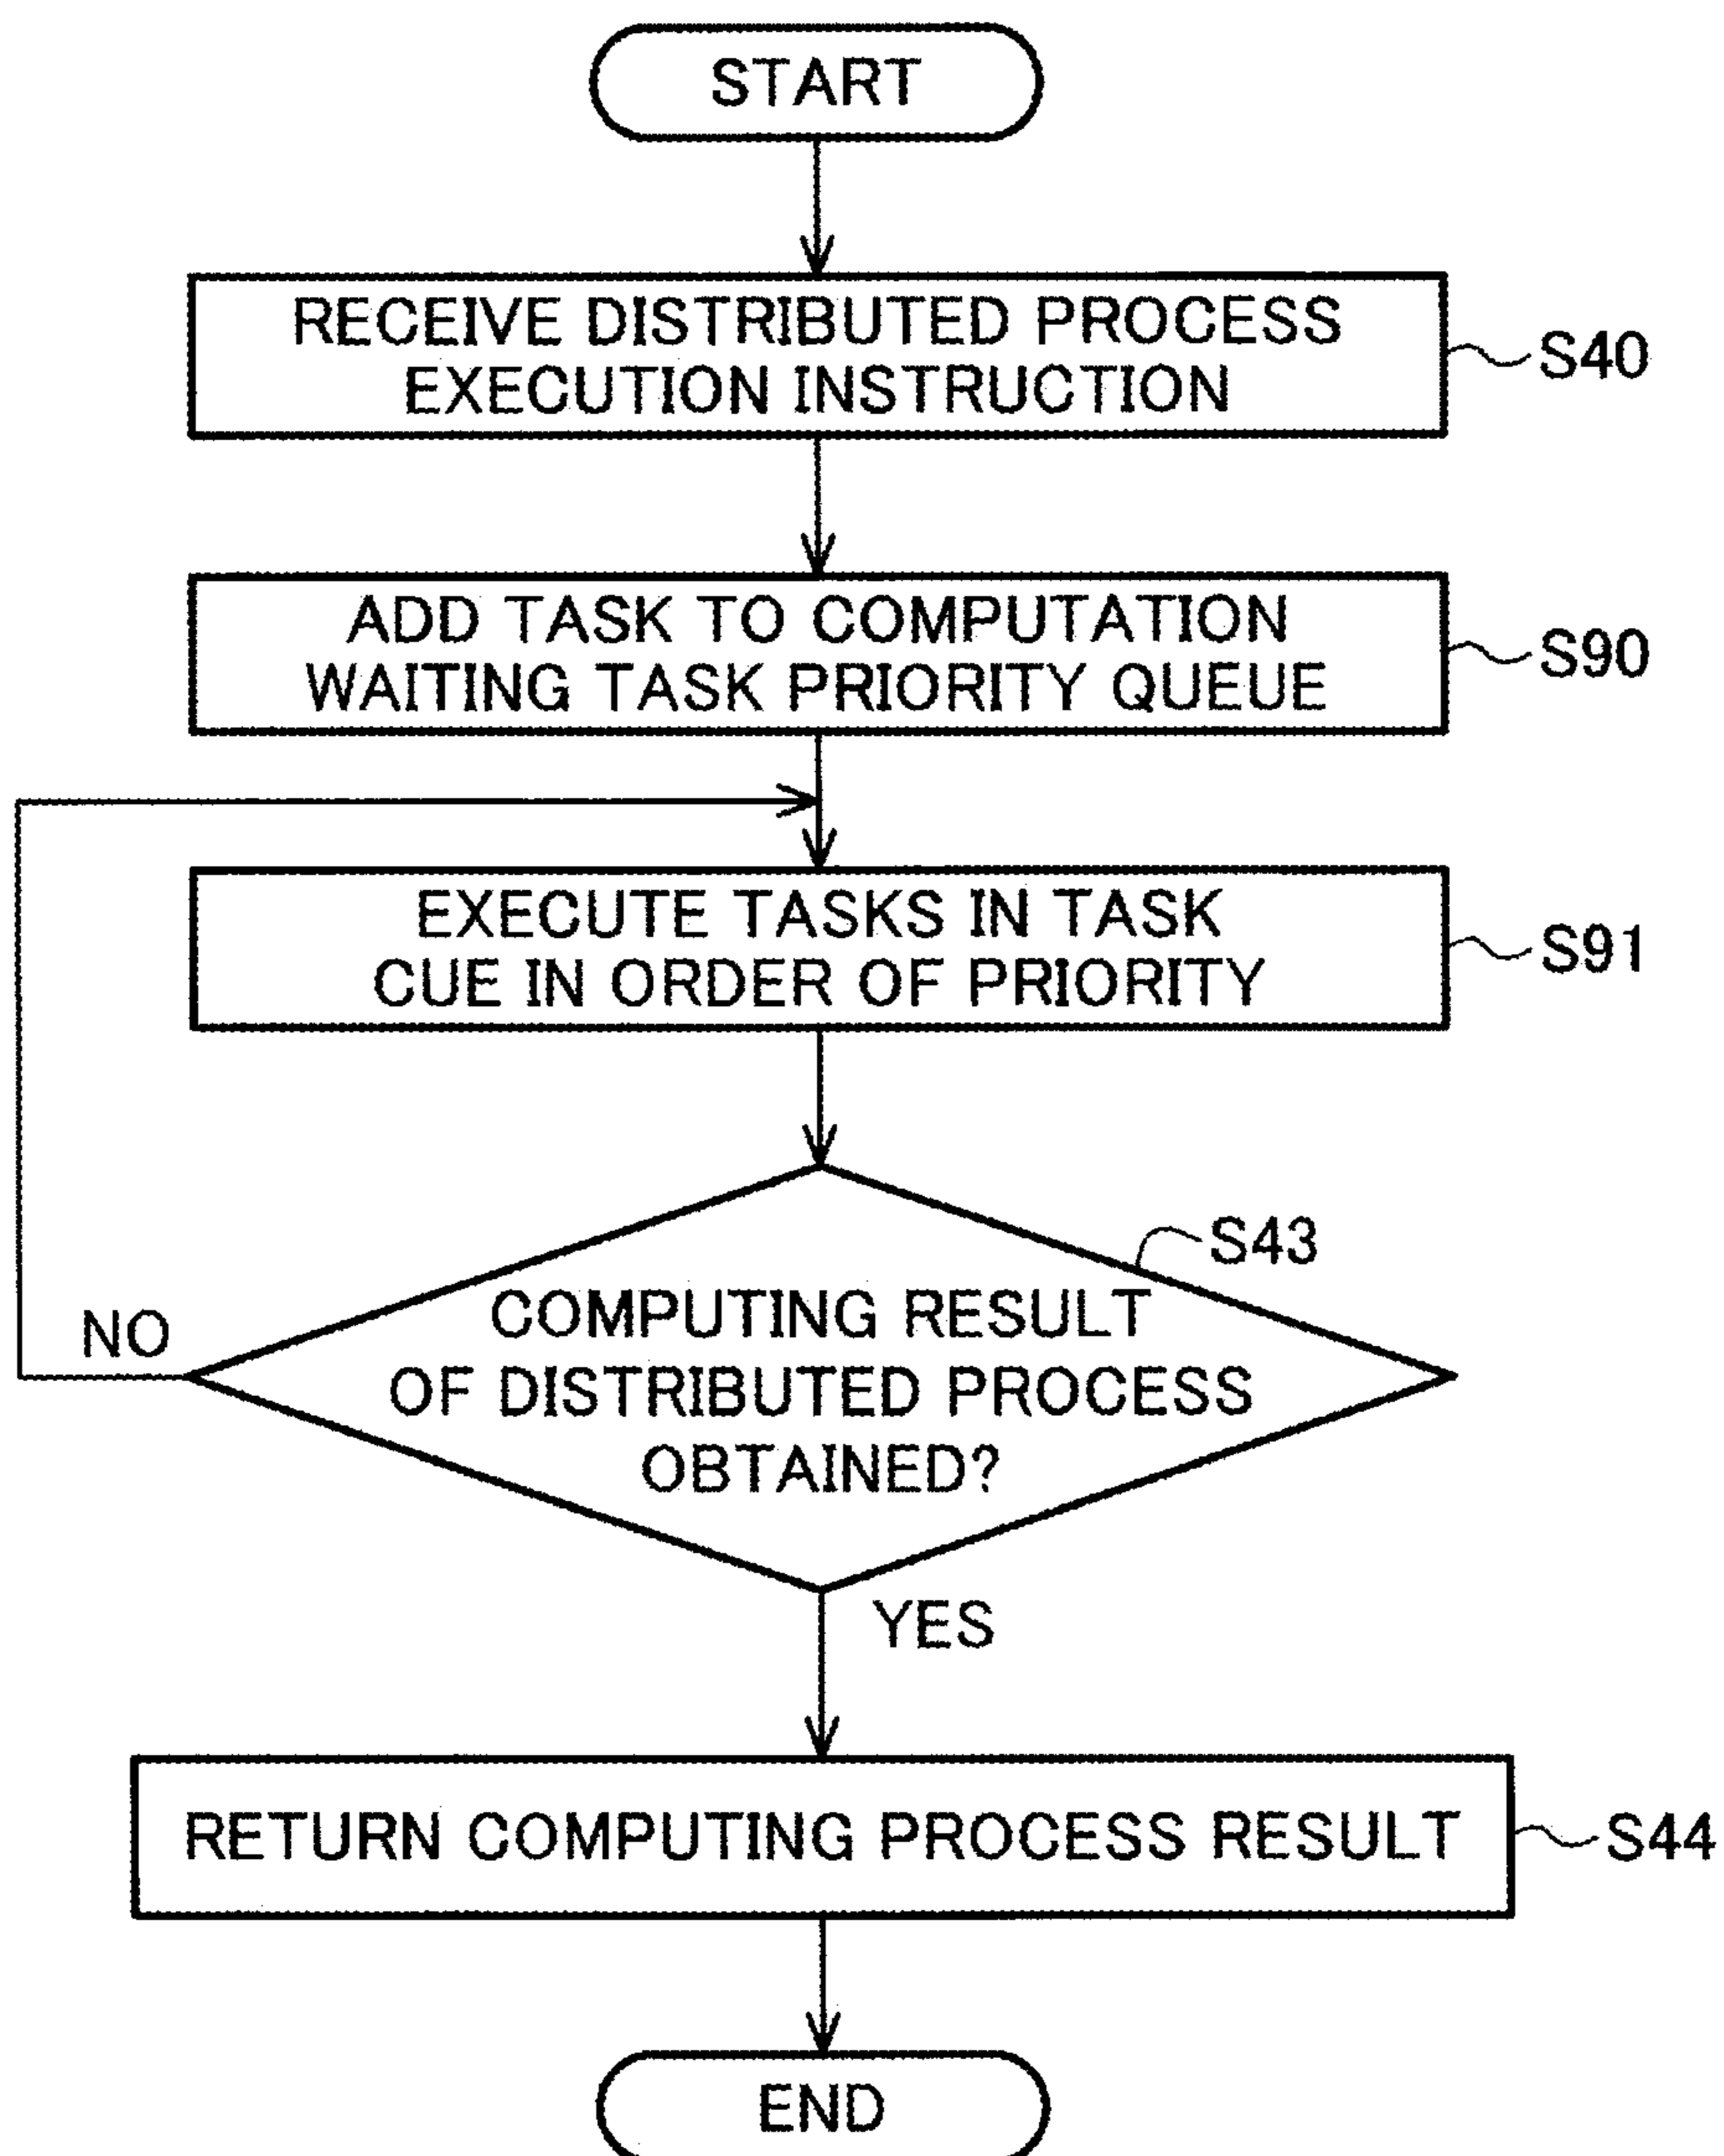 START
RECEIVE DISTRIBUTED PROCESS
EXECUTION INSTRUCTION
S40
ADD TASK TO COMPUTATION
WAITING TASK PRIORITY QUEUE
S90
EXECUTE TASKS IN TASK
CUE IN ORDER OF PRIORITY
S91
S43
COMPUTING RESULT
OF DISTRIBUTED PROCESS
OBTAINED?
NO
YES
RETURN COMPUTING PROCESS RESULT
S44
END